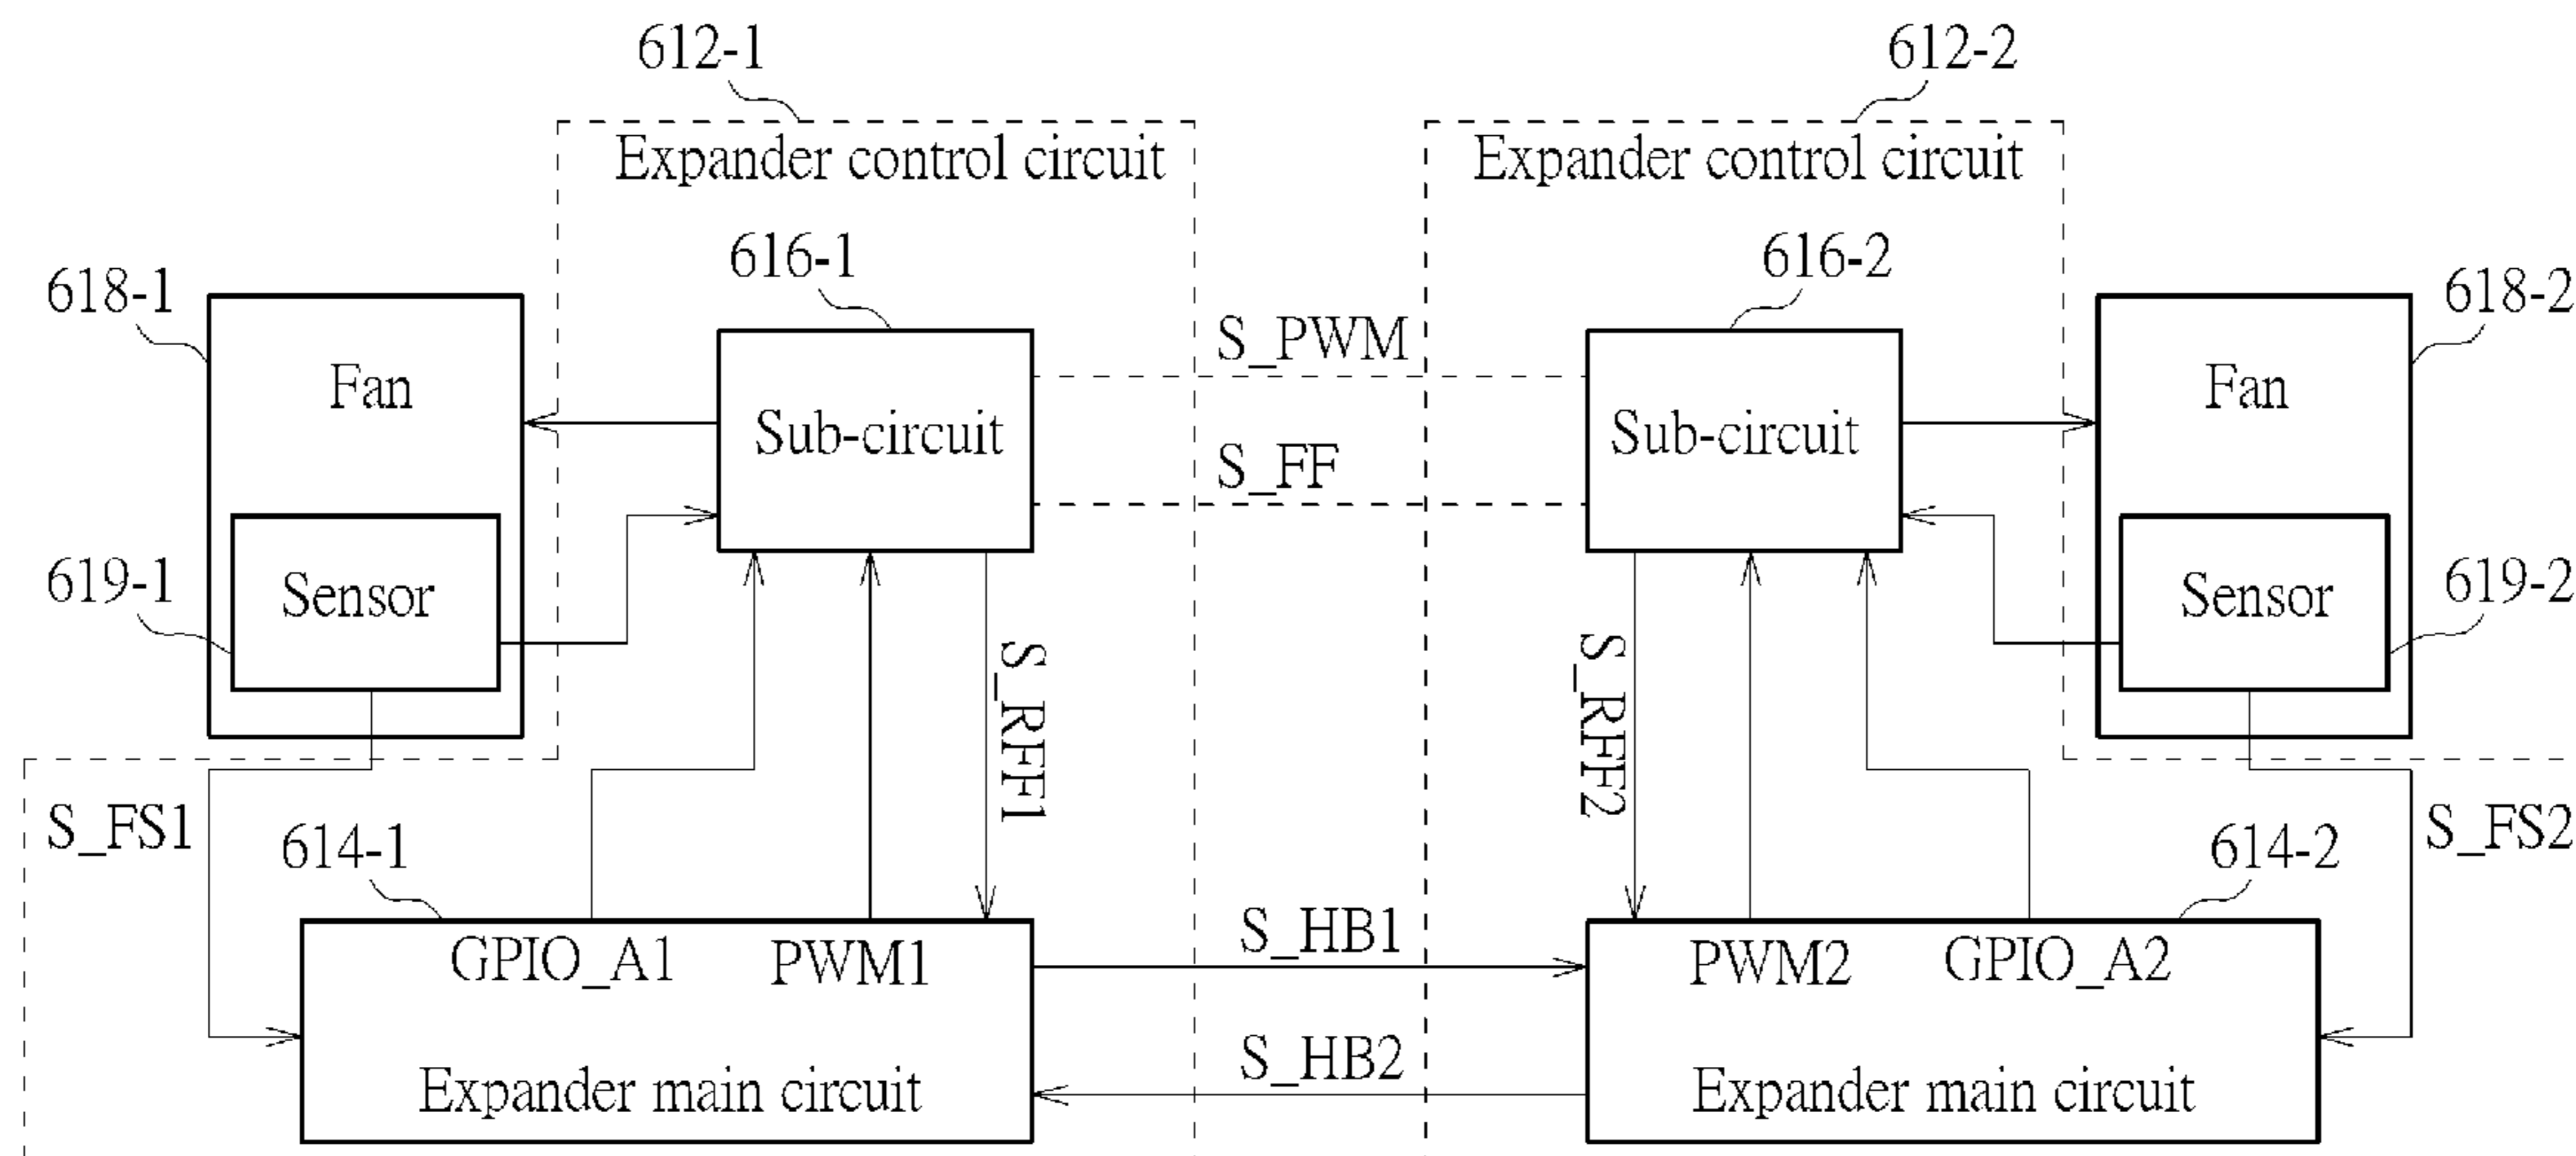 612-1
612-2
Expander control circuit
Expander control circuit
616-1
616-2
618-1
618-2
S_PWM
Fan
Fan
Sub-circuit
Sub-circuit
S_FF
619-1
Sensor
Sensor
619-2
S_RFF1
S_RFF2
S_FS1
614-1
614-2
S_FS2
GPIO_A1
PWM1
S_HB1
PWM2
GPIO_A2
S_HB2
Expander main circuit
Expander main circuit